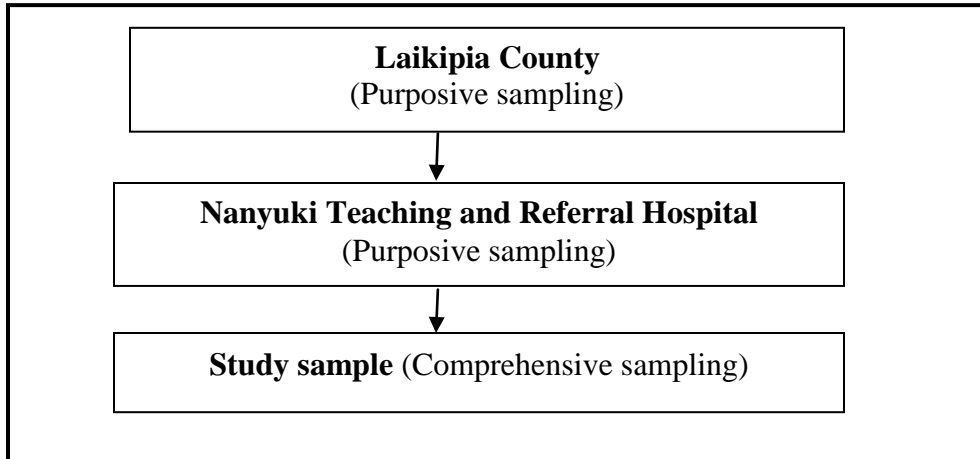 Laikipia County
(Purposive sampling)
Nanyuki Teaching and Referral Hospital
(Purposive sampling)
Study sample (Comprehensive sampling)